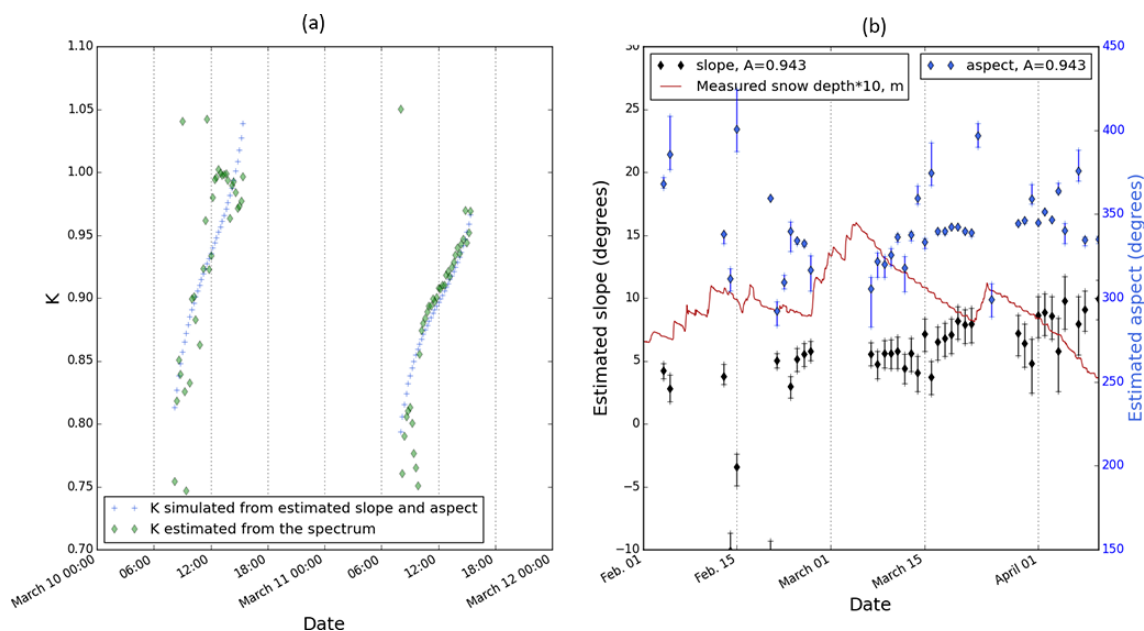 (a)
1.10
1.05
1.00
0.95
0.90
0.85
0.80
0.75
0.70
K
K simulated from estimated slope and aspect
K estimated from the spectrum
March 10 00:00
06:00
12:00
18:00
March 11 00:00
06:00
12:00
18:00
March 12 00:00
Date
(b)
30
25
20
15
10
5
0
−5
−10
Estimated slope (degrees)
slope, A=0.943
Measured snow depth*10, m
aspect, A=0.943
450
400
350
300
250
200
150
Estimated aspect (degrees)
Feb. 01
Feb. 15
March 01
March 15
April 01
Date